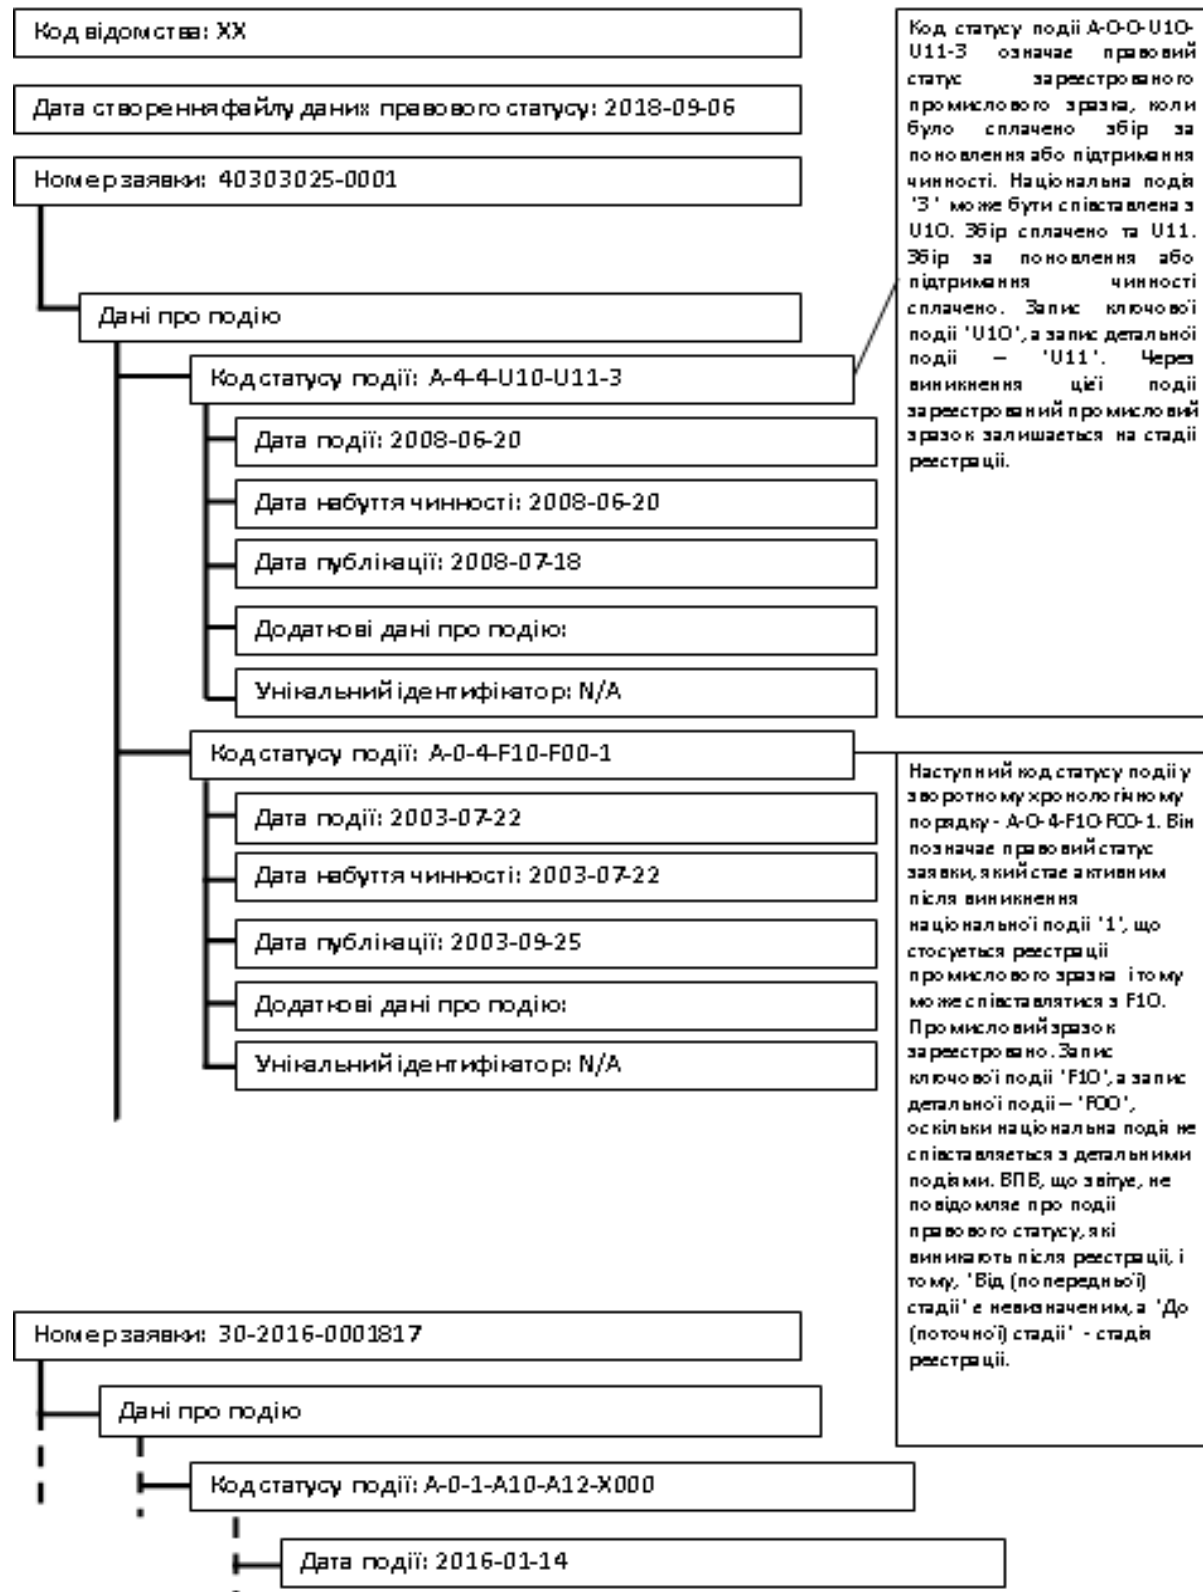 Код відомства: XX
Дата створення файлу даних правового статусу: 2018-09-06
Номер заявки: 40303025-0001
Дані про подію
Код статусу події: A-4-4-U10-U11-3
Дата події: 2008-06-20
Дата набуття чинності: 2008-06-20
Дата публікації: 2008-07-18
Додаткові дані про подію:
Унікальний ідентифікатор: N/A
Код статусу події: A-0-4-F10-F00-1
Дата події: 2003-07-22
Дата набуття чинності: 2003-07-22
Дата публікації: 2003-09-25
Додаткові дані про подію:
Унікальний ідентифікатор: N/A
Номер заявки: 30-2016-0001817
Дані про подію
Код статусу події: A-0-1-A10-A12-X000
Дата події: 2016-01-14
Код статусу події A-0-0-U10-
U11-3 означає правовий
статус зареєстрованого
промислового зразка, коли
було сплачено збір за
поновлення або підтримання
чинності. Національна подія
'3' може бути співставлена з
U10. Збір сплачено та U11.
Збір за поновлення або
підтримання чинності
сплачено. Запис ключової
події 'U10', а запис детальної
події – 'U11'. Через
виникнення цієї події
зареєстрований промисловий
зразок залишається на стадії
реєстрації.
Наступний код статусу події у
зворотному хронологічному
порядку - A-0-4-F10-F00-1. Він
позначає правовий статус
заявки, який стає активним
після виникнення
національної події '1', що
стосується реєстрації
промислового зразка і тому
може співставлятися з F10.
Промисловий зразок
зареєстровано. Запис
ключової події 'F10', а запис
детальної події – 'F00',
оскільки національна подія не
співставляється з детальними
подіями. ВПВ, що звітує, не
повідомляє про події
правового статусу, які
виникають після реєстрації, і
тому, 'Від (попередньої)
стадії' є невизначеним, а 'До
(поточної) стадії' - стадія
реєстрації.